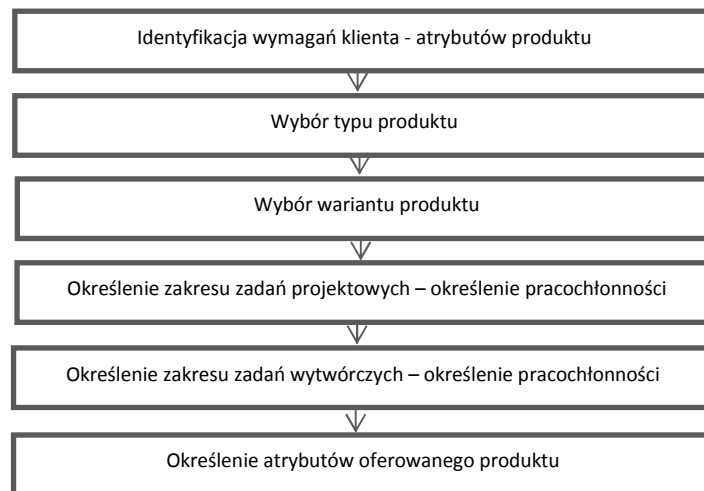 Identyfikacja wymagań klienta - atrybutów produktu
Wybór typu produktu
Wybór wariantu produktu
Określenie zakresu zadań projektowych – określenie pracochłonności
Określenie zakresu zadań wytwórczych – określenie pracochłonności
Określenie atrybutów oferowanego produktu